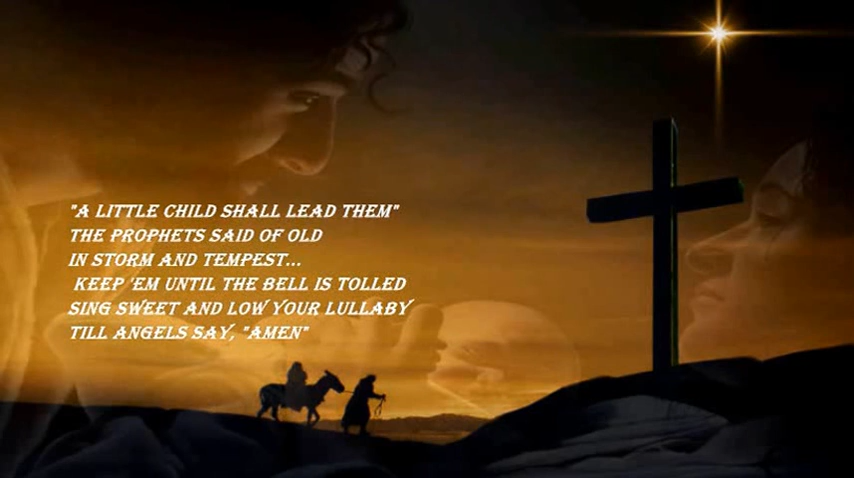 "A LITTLE CHILD SHALL LEAD THEM"
THE PROPHETS SAID OF OLD
IN STORM AND TEMPEST...
KEEP 'EM UNTIL THE BELL IS TOLLED
SING SWEET AND LOW YOUR LULLABY
TILL ANGELS SAY, "AMEN"